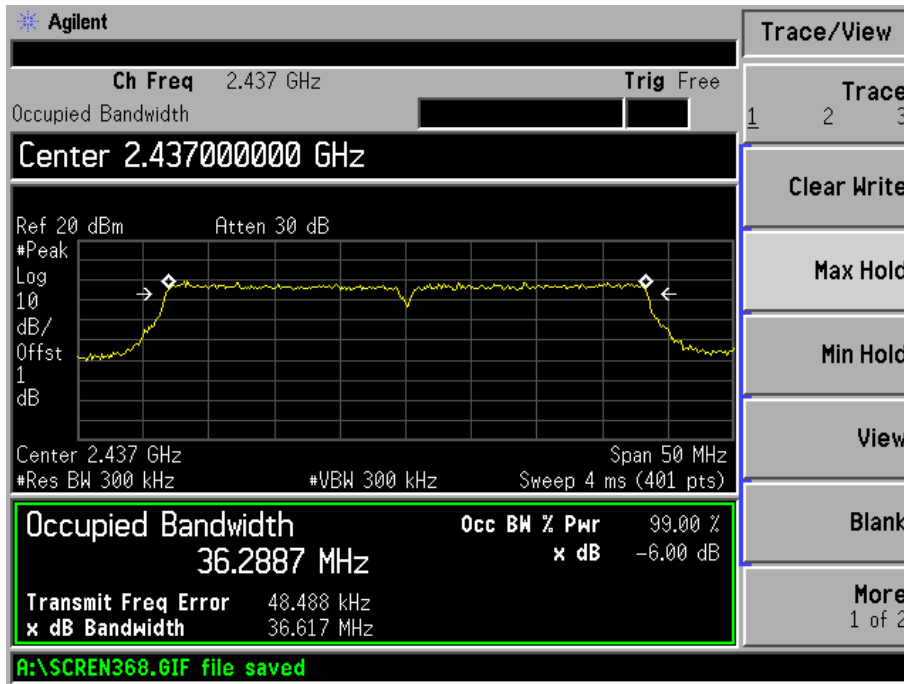 Agilent
Trace/View
Ch Freq 2.437 GHz Trig Free
Occupied Bandwidth
Trace
1 2 3
Center 2.437000000 GHz
Clear Write
Ref 20 dBm Atten 30 dB
#Peak
Log
10
dB/
Offst
1
dB
Max Hold
Min Hold
View
Center 2.437 GHz Span 50 MHz
#Res BW 300 kHz #VBW 300 kHz Sweep 4 ms (401 pts)
Occupied Bandwidth
36.2887 MHz
Occ BW % Pwr 99.00 %
x dB -6.00 dB
Blank
Transmit Freq Error 48.488 kHz
x dB Bandwidth 36.617 MHz
More
1 of 2
A:\SCREN368.GIF file saved